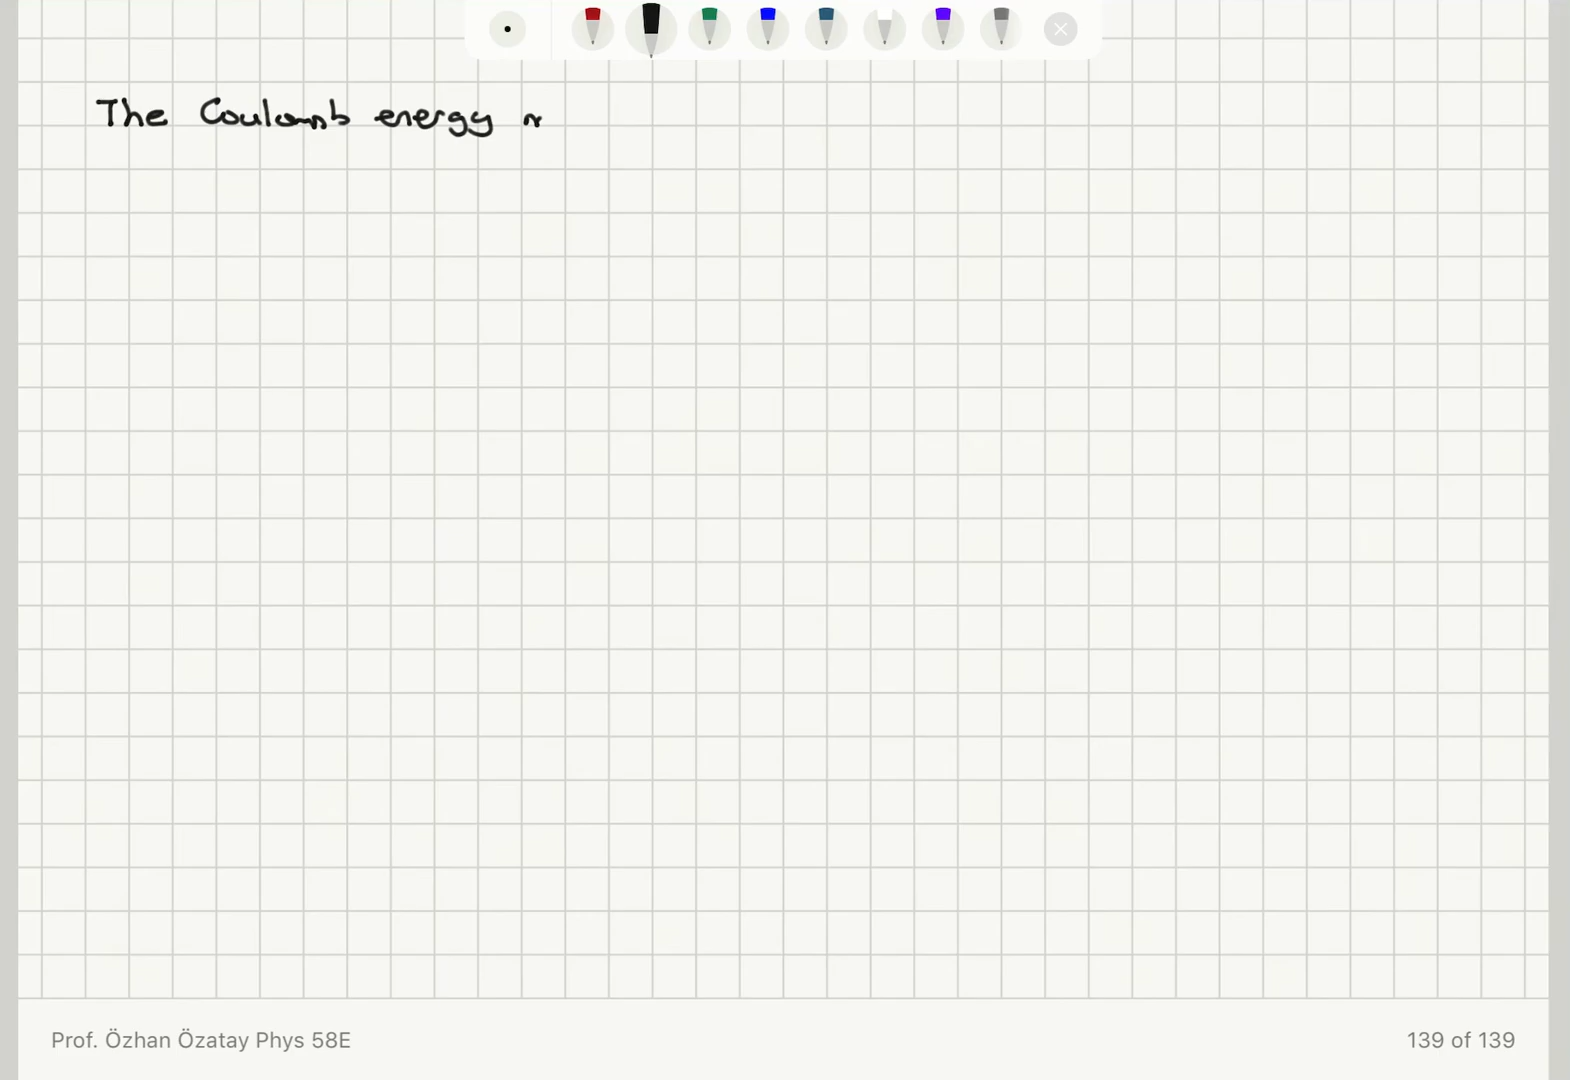 The Coulomb energy n
Prof. Özhan Özatay Phys 58E
139 of 139